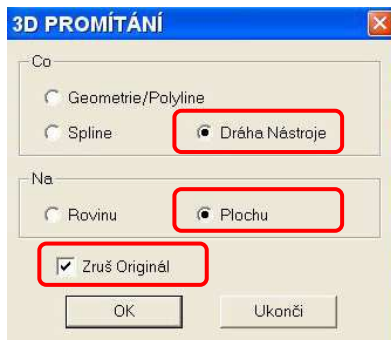 3D PROMÍTÁNÍ
Co
Geometrie/Polyline
Spline Dráha Nástroje
Na
Rovinu Plochu
Zruš Originál
OK Ukonči